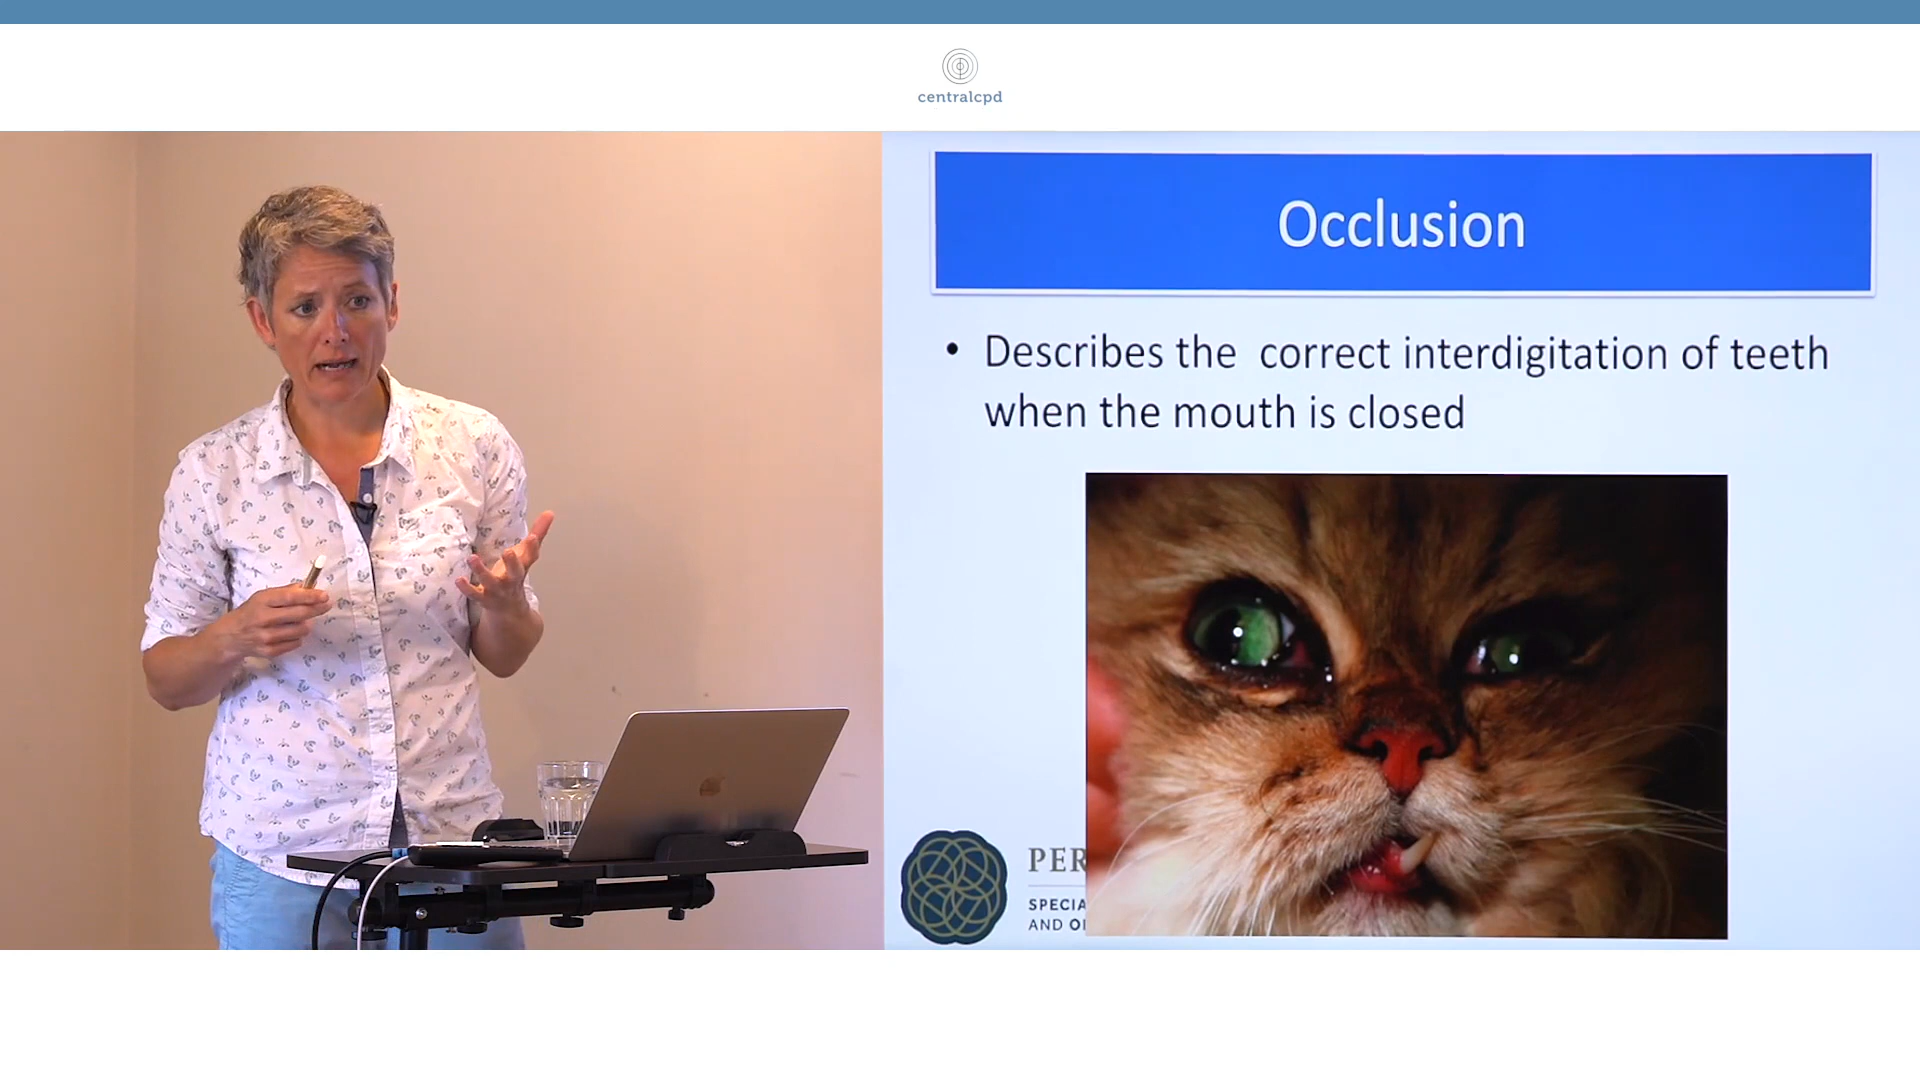 centralcpd
Occlusion
• Describes the correct interdigitation of teeth
when the mouth is closed
PER
SPECIA
AND O